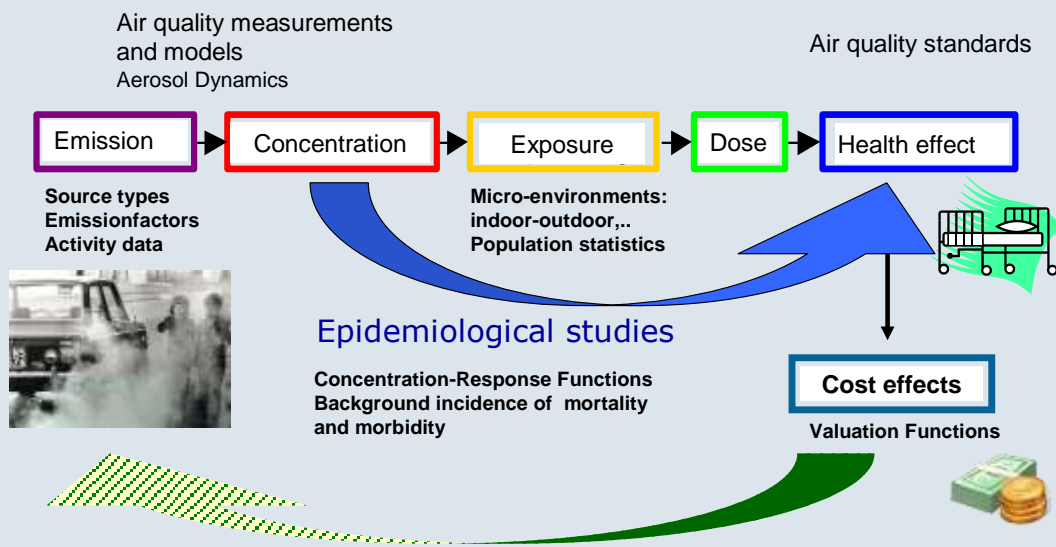 Air quality measurements
and models
Aerosol Dynamics
Air quality standards
Emission
Concentration
Exposure
Dose
Health effect
Source types
Emissionfactors
Activity data
Micro-environments:
indoor-outdoor,..
Population statistics
Epidemiological studies
Concentration-Response Functions
Background incidence of mortality
and morbidity
Cost effects
Valuation Functions